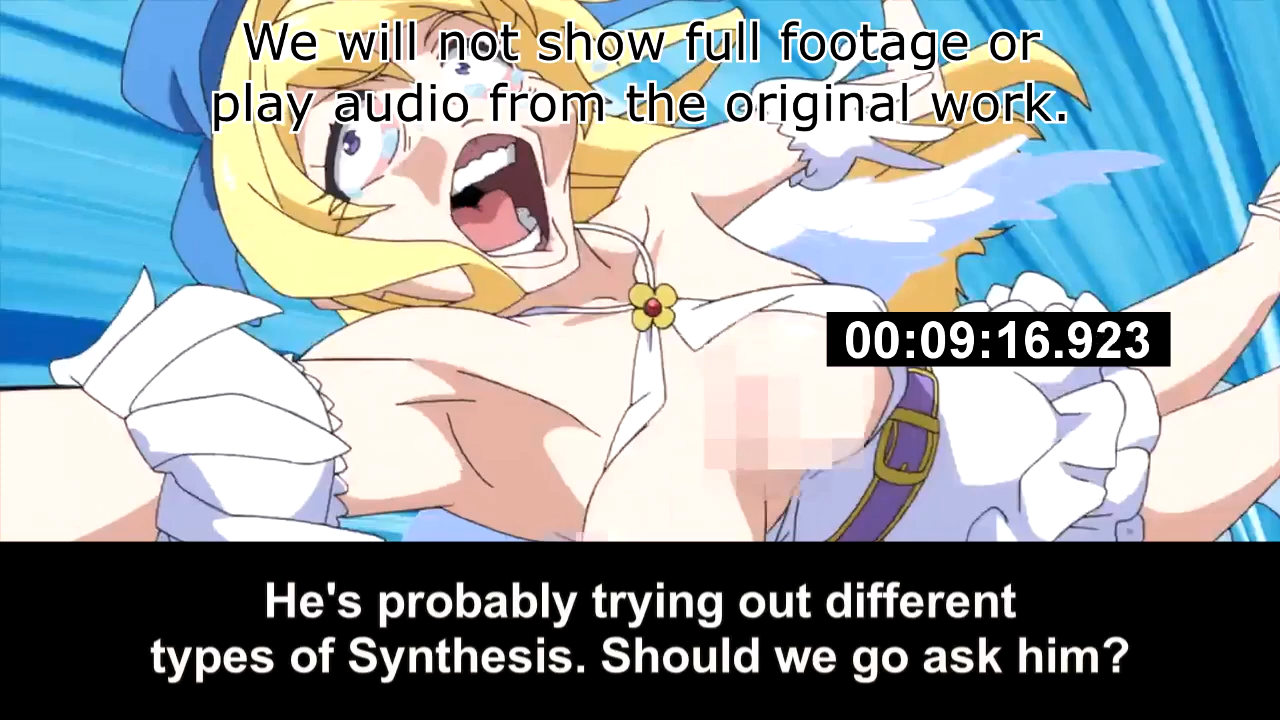 We will not show full footage or
play audio from the original work.
00:09:16.923
He's probably trying out different
types of Synthesis. Should we go ask him?